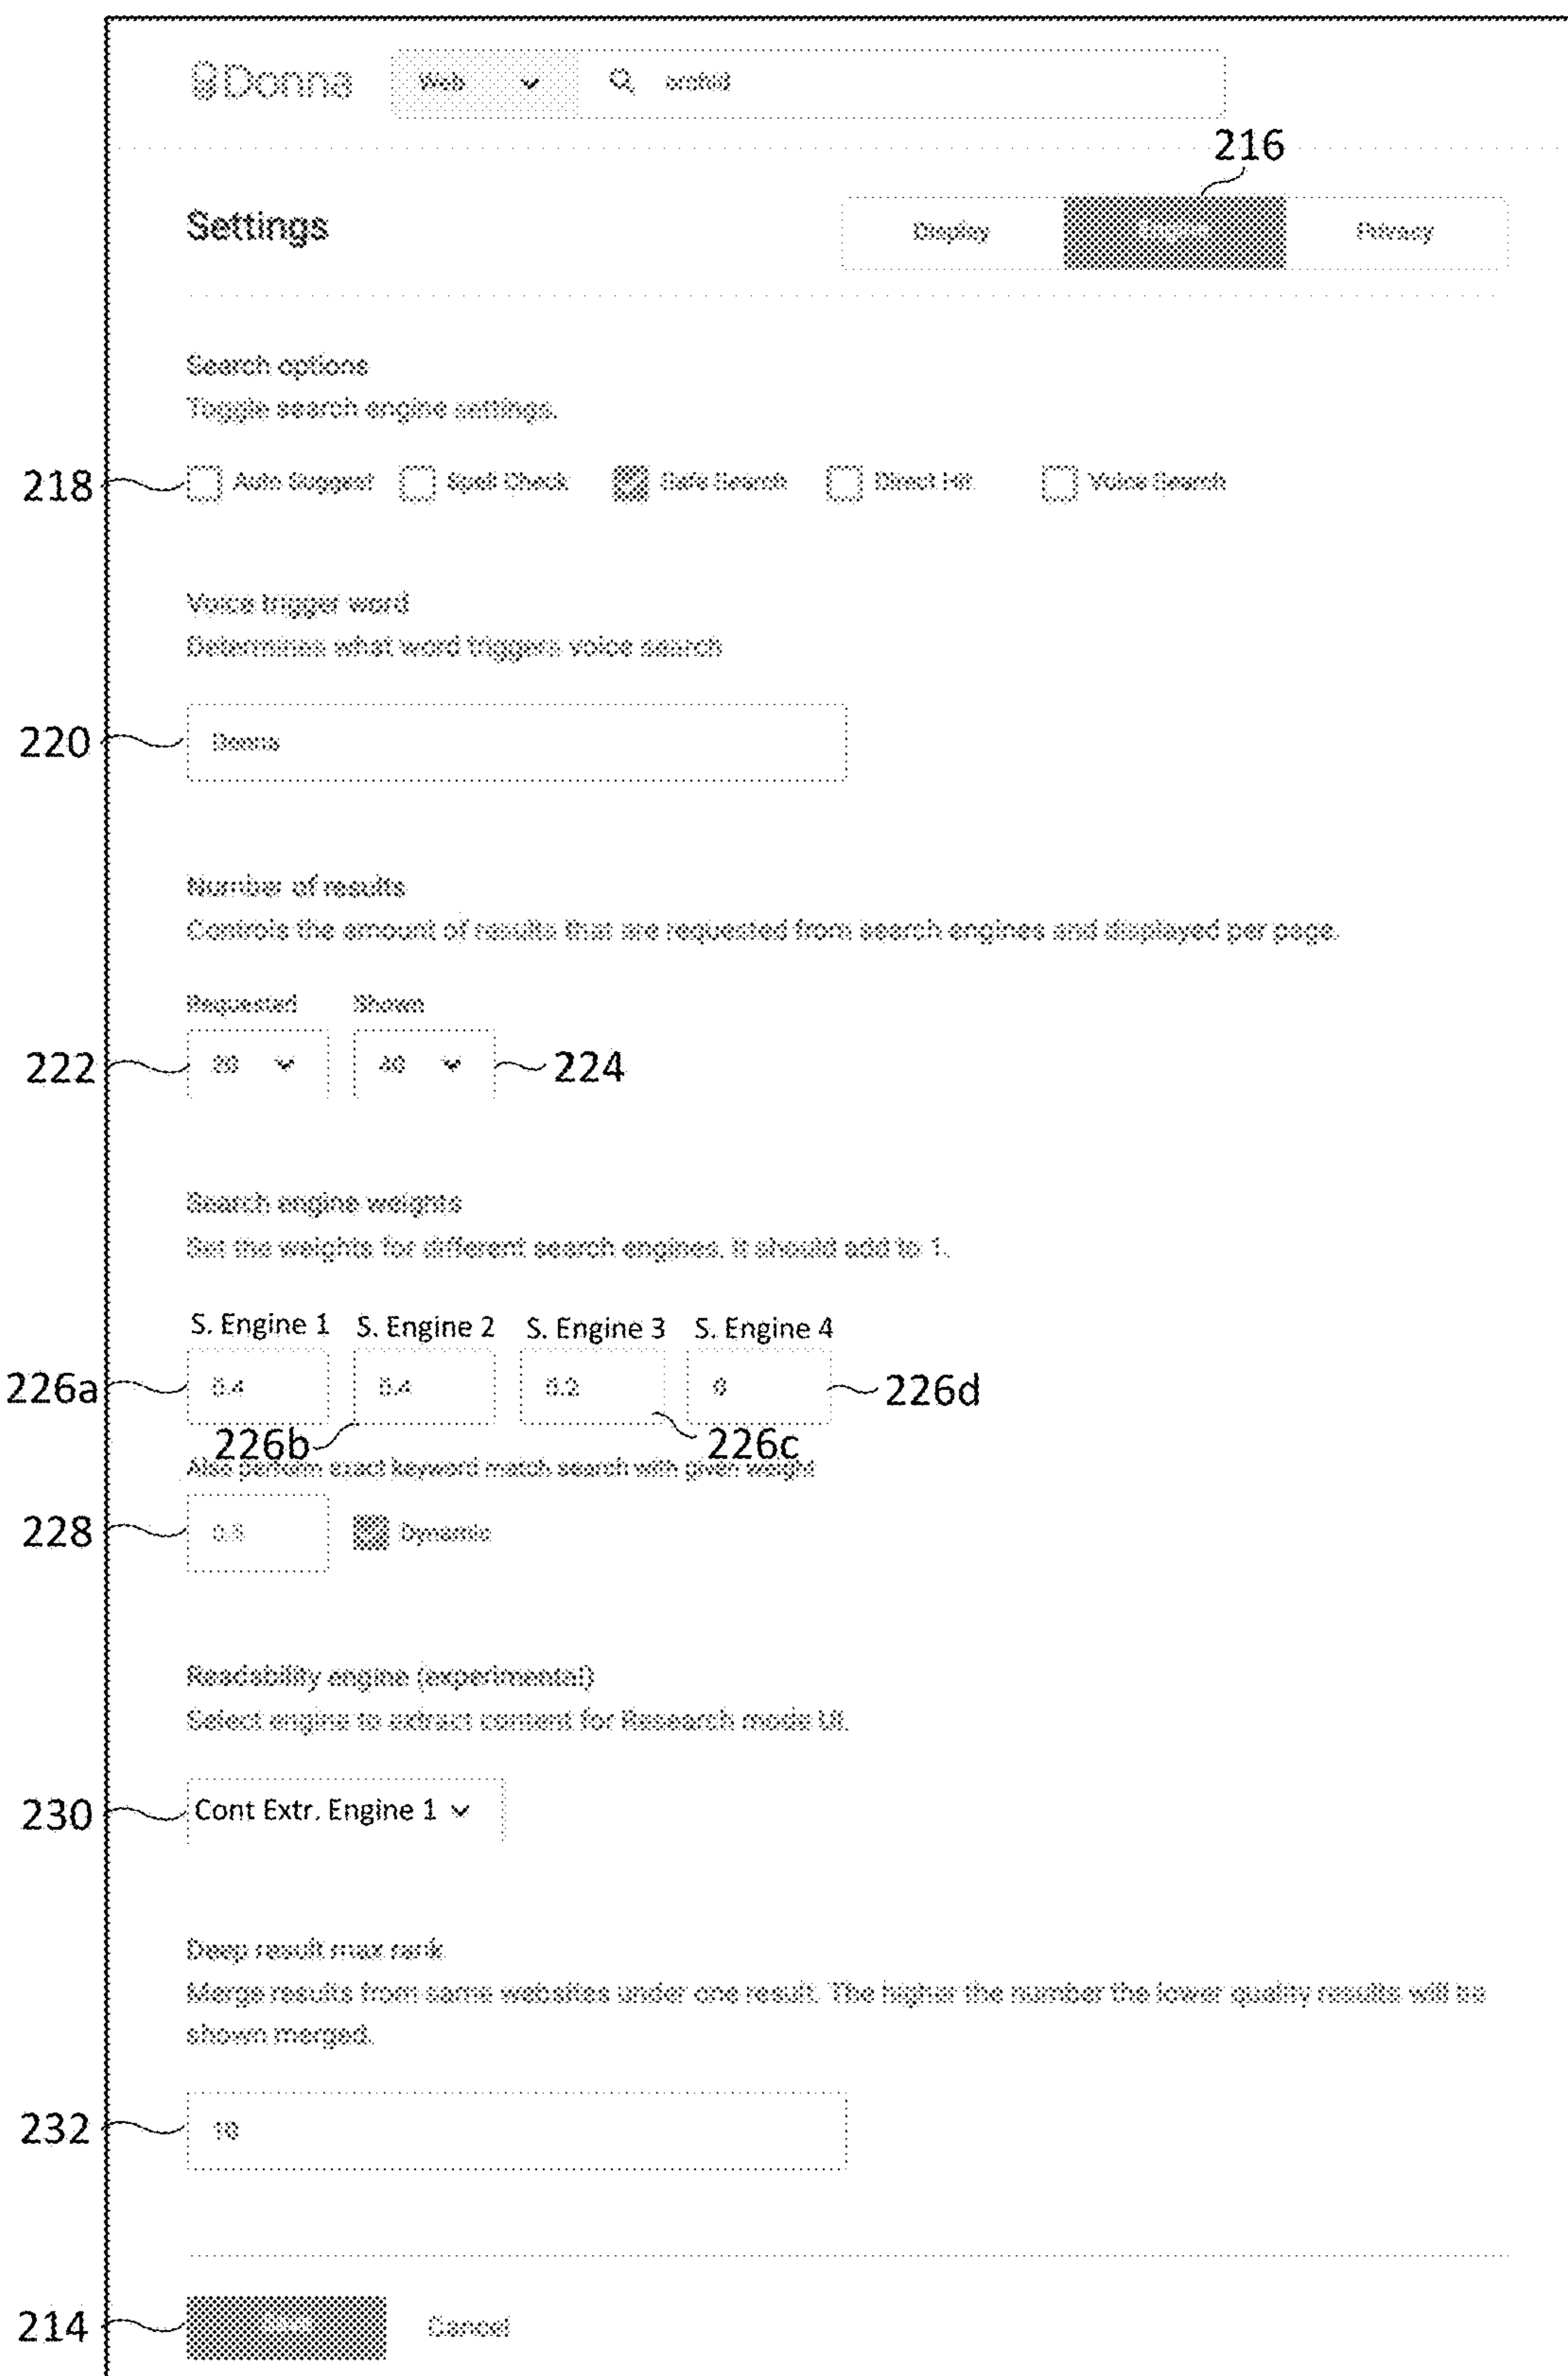 Donna Web
216
Settings Display Engine Privacy
Search options
Toggle search engine settings.
218 Auto Suggest Spell Check Safe Search Direct Hit Voice Search
Voice trigger word
Determines what word triggers voice search
220 Donna
Number of results
Controls the amount of results that are requested from search engines and displayed per page.
Requested Shown
222 20 40 224
Search engine weights
Set the weights for different search engines. It should add to 1.
S. Engine 1 S. Engine 2 S. Engine 3 S. Engine 4
226a 0.4 0.4 0.2 0 226d
226b 226c
Also perform exact keyword match search with given weight
228 Dynamic
Readability engine (experimental)
Select engine to extract content for Research mode UI.
230 Cont Extr. Engine 1
Deep result max rank
Merge results from same websites under one result. The higher the number the lower quality results will be
shown merged.
232 10
214 Cancel